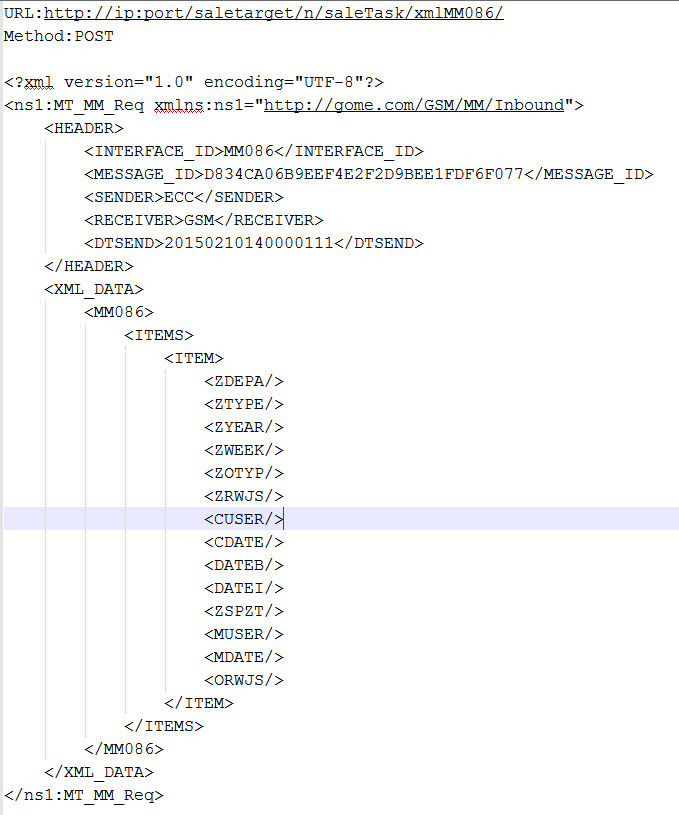 URL:http://ip:port/saletarget/n/saleTask/xmlMM086/
Method:POST
<?xml version="1.0" encoding="UTF-8"?>
<ns1:MT_MM_Req xmlns:ns1="http://gome.com/GSM/MM/Inbound">
<HEADER>
<INTERFACE_ID>MM086</INTERFACE_ID>
<MESSAGE_ID>D834CA06B9EEF4E2F2D9BEE1FDF6F077</MESSAGE_ID>
<SENDER>ECC</SENDER>
<RECEIVER>GSM</RECEIVER>
<DTSEND>20150210140000111</DTSEND>
</HEADER>
<XML_DATA>
<MM086>
<ITEMS>
<ITEM>
<ZDEPA/>
<ZTYPE/>
<ZYEAR/>
<ZWEEK/>
<ZOTYP/>
<ZRWJS/>
<CUSER/>
<CDATE/>
<DATEB/>
<DATEI/>
<ZSPZT/>
<MUSER/>
<MDATE/>
<ORWJS/>
</ITEM>
</ITEMS>
</MM086>
</XML_DATA>
</ns1:MT_MM_Req>